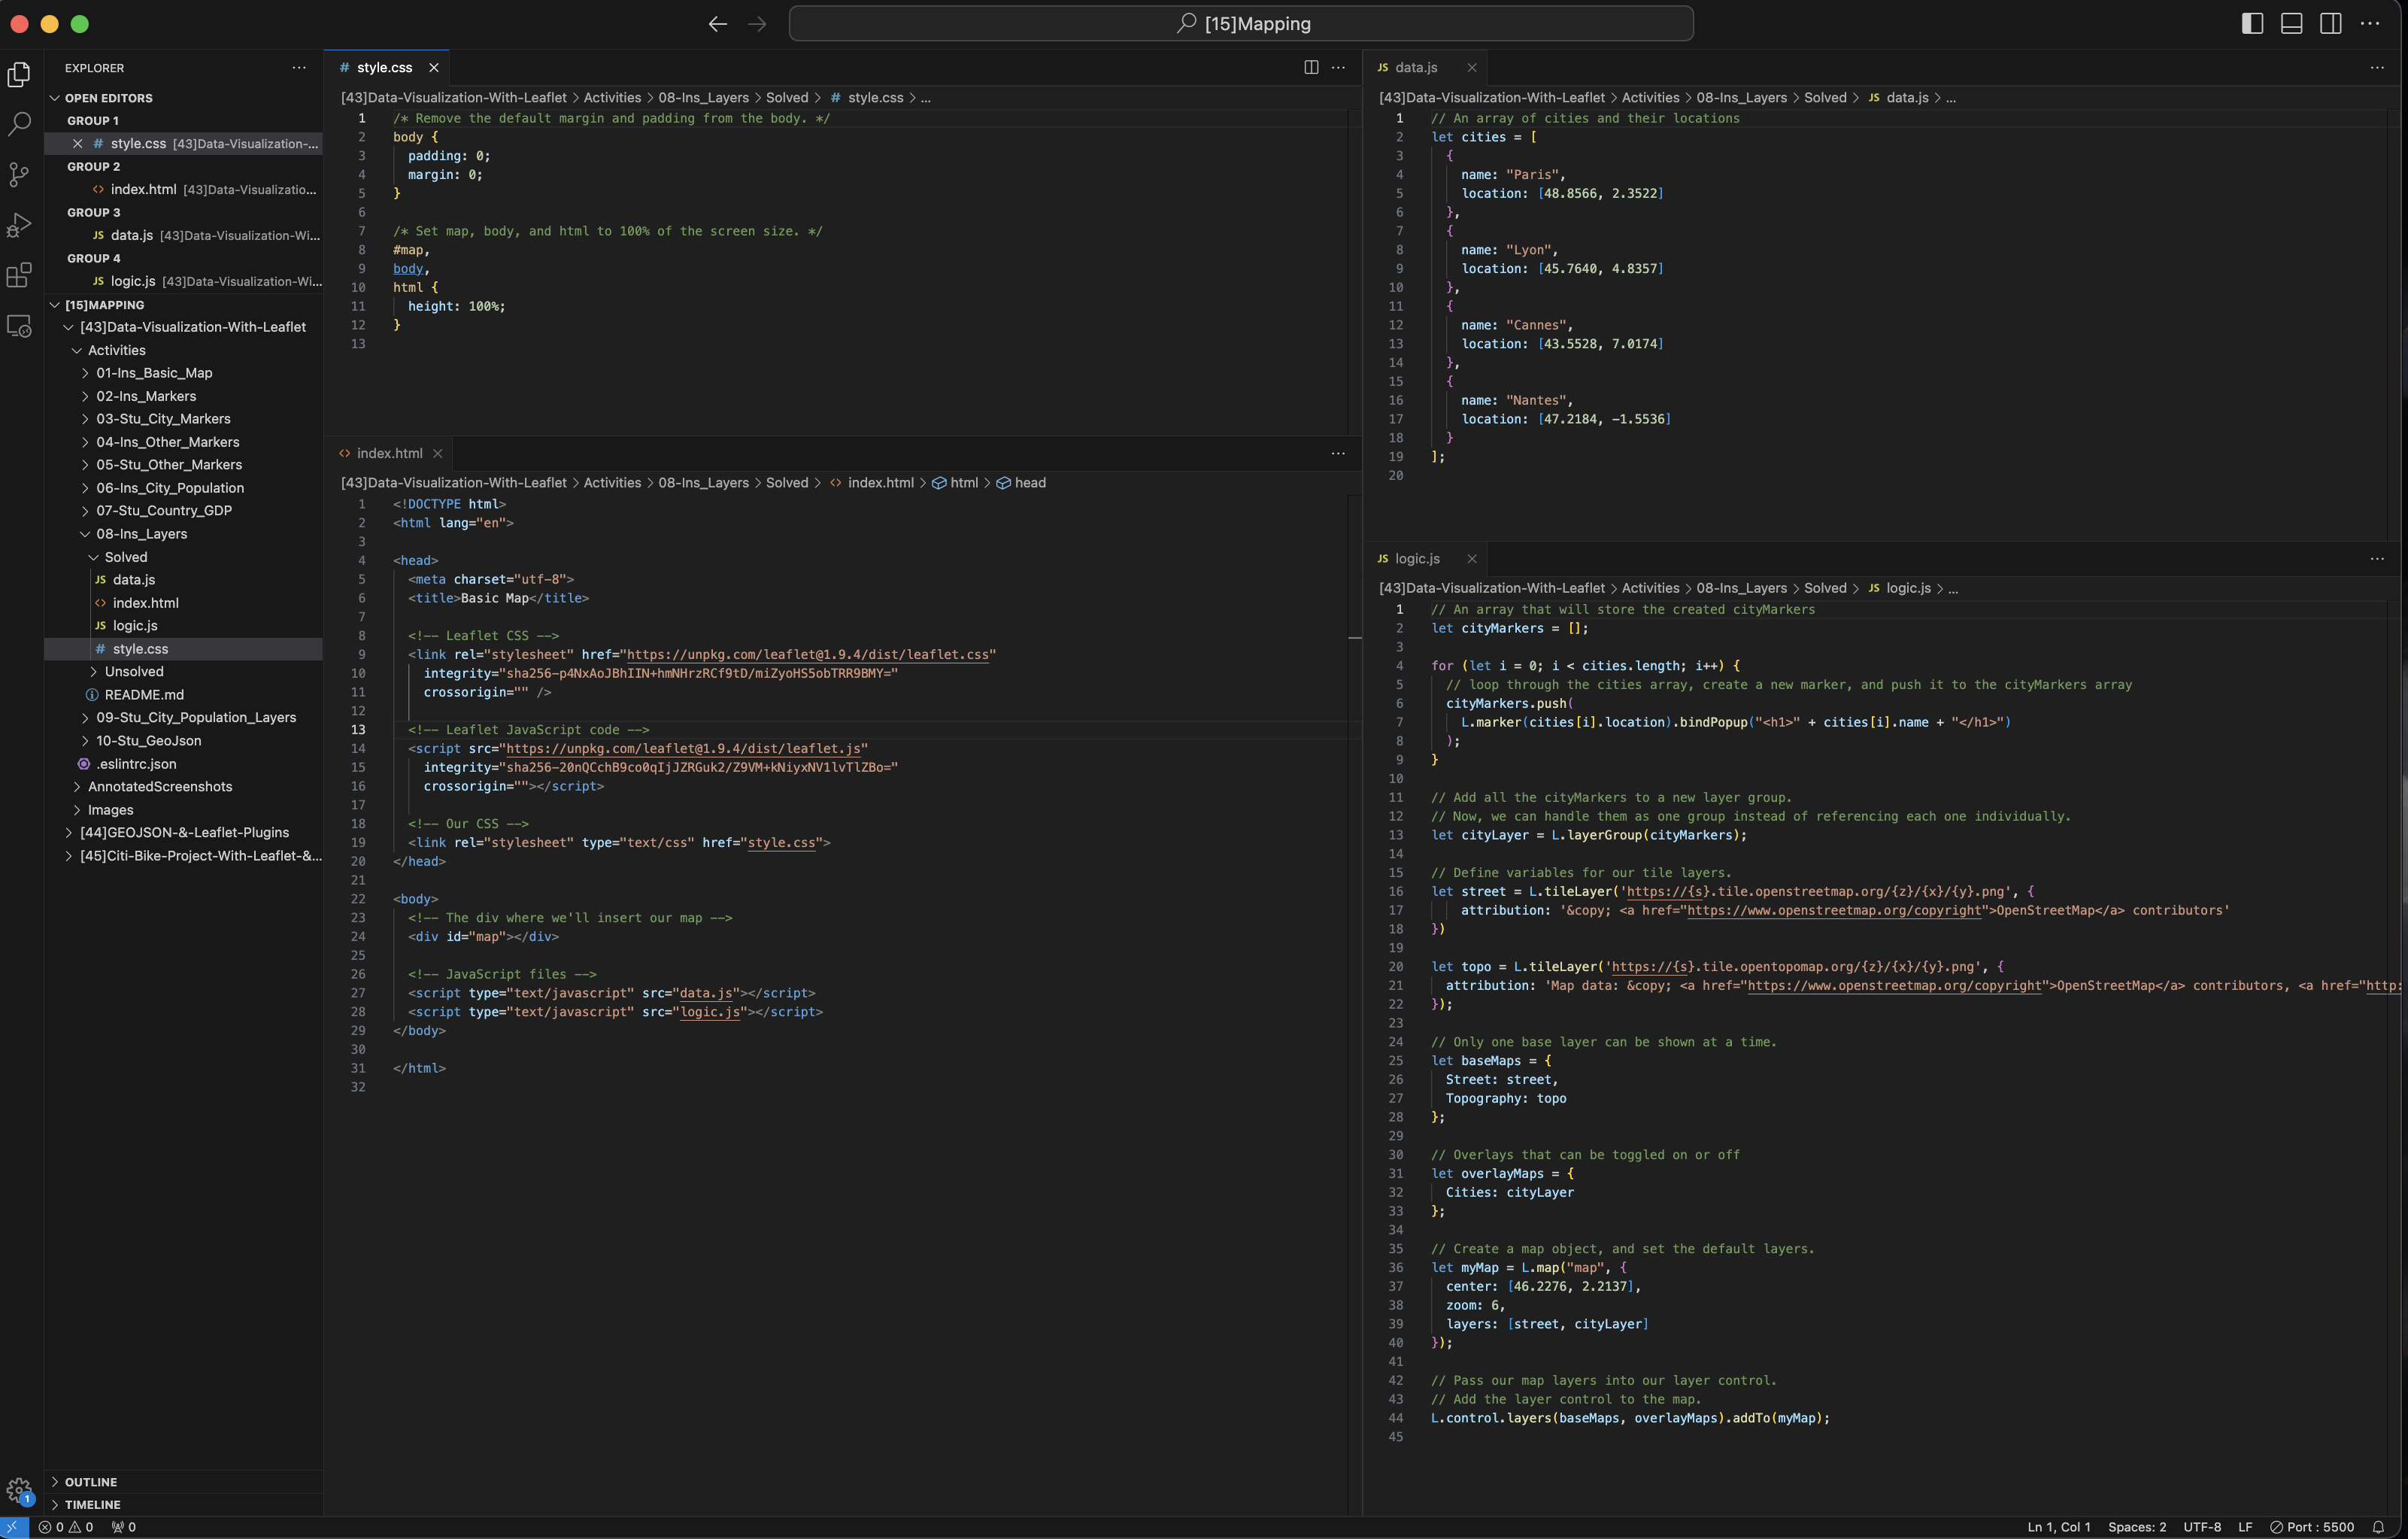 [15]Mapping
EXPLORER
OPEN EDITORS
GROUP 1
style.css [43]Data-Visualization-...
GROUP 2
index.html [43]Data-Visualizatio...
GROUP 3
JS data.js [43]Data-Visualization-Wi...
GROUP 4
JS logic.js [43]Data-Visualization-Wi...
[15]MAPPING
[43]Data-Visualization-With-Leaflet
Activities
01-Ins_Basic_Map
02-Ins_Markers
03-Stu_City_Markers
04-Ins_Other_Markers
05-Stu_Other_Markers
06-Ins_City_Population
07-Stu_Country_GDP
08-Ins_Layers
Solved
JS data.js
<> index.html
JS logic.js
# style.css
Unsolved
README.md
09-Stu_City_Population_Layers
10-Stu_GeoJson
.eslintrc.json
AnnotatedScreenshots
Images
[44]GEOJSON-&-Leaflet-Plugins
[45]Citi-Bike-Project-With-Leaflet-&...
OUTLINE
TIMELINE
# style.css
[43]Data-Visualization-With-Leaflet > Activities > 08-Ins_Layers > Solved > # style.css > ...
1 /* Remove the default margin and padding from the body. */
2 body {
3 padding: 0;
4 margin: 0;
5 }
6
7 /* Set map, body, and html to 100% of the screen size. */
8 #map,
9 body,
10 html {
11 height: 100%;
12 }
13
<> index.html
[43]Data-Visualization-With-Leaflet > Activities > 08-Ins_Layers > Solved > <> index.html > html > head
1 <!DOCTYPE html>
2 <html lang="en">
3
4 <head>
5 <meta charset="utf-8">
6 <title>Basic Map</title>
7
8 <!-- Leaflet CSS -->
9 <link rel="stylesheet" href="https://unpkg.com/leaflet@1.9.4/dist/leaflet.css"
10 integrity="sha256-p4NxAoJBhIIN+hmNHrzRCf9tD/miZyoHS5obTRR9BMY="
11 crossorigin="" />
12
13 <!-- Leaflet JavaScript code -->
14 <script src="https://unpkg.com/leaflet@1.9.4/dist/leaflet.js"
15 integrity="sha256-20nQCchB9co0qIjJZRGuk2/Z9VM+kNiyxNV1lvTlZBo="
16 crossorigin=""></script>
17
18 <!-- Our CSS -->
19 <link rel="stylesheet" type="text/css" href="style.css">
20 </head>
21
22 <body>
23 <!-- The div where we'll insert our map -->
24 <div id="map"></div>
25
26 <!-- JavaScript files -->
27 <script type="text/javascript" src="data.js"></script>
28 <script type="text/javascript" src="logic.js"></script>
29 </body>
30
31 </html>
32
JS data.js
[43]Data-Visualization-With-Leaflet > Activities > 08-Ins_Layers > Solved > JS data.js > ...
1 // An array of cities and their locations
2 let cities = [
3 {
4 name: "Paris",
5 location: [48.8566, 2.3522]
6 },
7 {
8 name: "Lyon",
9 location: [45.7640, 4.8357]
10 },
11 {
12 name: "Cannes",
13 location: [43.5528, 7.0174]
14 },
15 {
16 name: "Nantes",
17 location: [47.2184, -1.5536]
18 }
19 ];
20
JS logic.js
[43]Data-Visualization-With-Leaflet > Activities > 08-Ins_Layers > Solved > JS logic.js > ...
1 // An array that will store the created cityMarkers
2 let cityMarkers = [];
3
4 for (let i = 0; i < cities.length; i++) {
5 // loop through the cities array, create a new marker, and push it to the cityMarkers array
6 cityMarkers.push(
7 L.marker(cities[i].location).bindPopup("<h1>" + cities[i].name + "</h1>")
8 );
9 }
10
11 // Add all the cityMarkers to a new layer group.
12 // Now, we can handle them as one group instead of referencing each one individually.
13 let cityLayer = L.layerGroup(cityMarkers);
14
15 // Define variables for our tile layers.
16 let street = L.tileLayer('https://{s}.tile.openstreetmap.org/{z}/{x}/{y}.png', {
17 attribution: '&copy; <a href="https://www.openstreetmap.org/copyright">OpenStreetMap</a> contributors'
18 })
19
20 let topo = L.tileLayer('https://{s}.tile.opentopomap.org/{z}/{x}/{y}.png', {
21 attribution: 'Map data: &copy; <a href="https://www.openstreetmap.org/copyright">OpenStreetMap</a> contributors, <a href="http:
22 });
23
24 // Only one base layer can be shown at a time.
25 let baseMaps = {
26 Street: street,
27 Topography: topo
28 };
29
30 // Overlays that can be toggled on or off
31 let overlayMaps = {
32 Cities: cityLayer
33 };
34
35 // Create a map object, and set the default layers.
36 let myMap = L.map("map", {
37 center: [46.2276, 2.2137],
38 zoom: 6,
39 layers: [street, cityLayer]
40 });
41
42 // Pass our map layers into our layer control.
43 // Add the layer control to the map.
44 L.control.layers(baseMaps, overlayMaps).addTo(myMap);
45
1
0 0 0
Ln 1, Col 1 Spaces: 2 UTF-8 LF Port : 5500